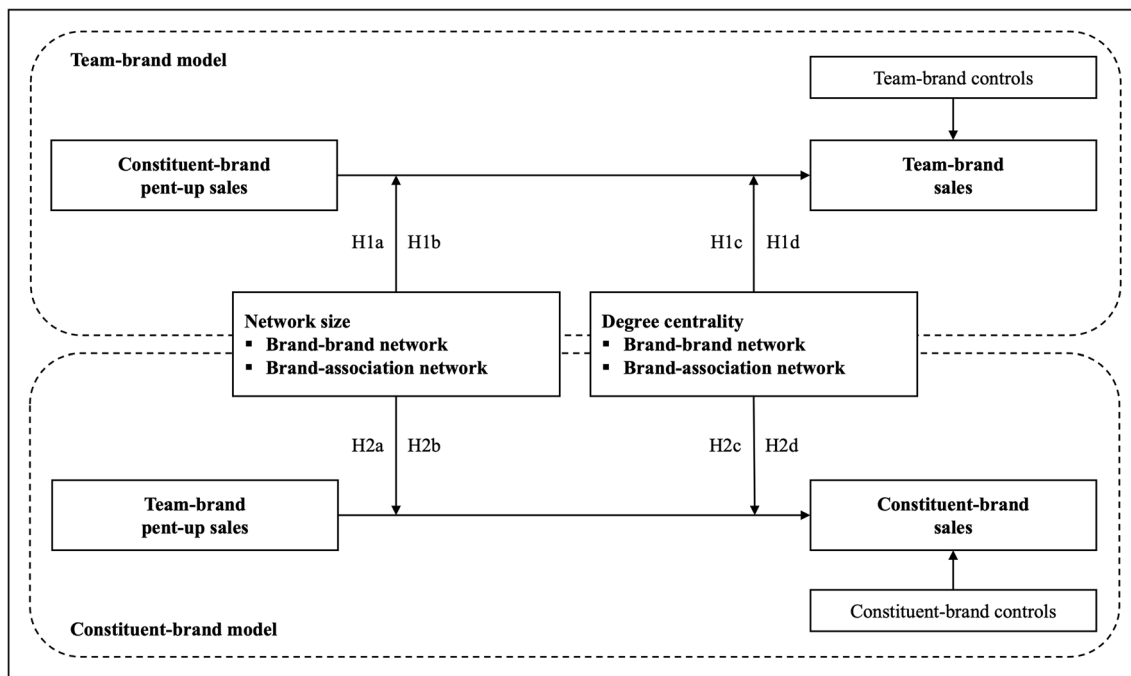 Team-brand model
Team-brand controls
Constituent-brand
pent-up sales
Team-brand
sales
H1a H1b
H1c H1d
Network size
▪ Brand-brand network
▪ Brand-association network
Degree centrality
▪ Brand-brand network
▪ Brand-association network
H2a H2b
H2c H2d
Team-brand
pent-up sales
Constituent-brand
sales
Constituent-brand controls
Constituent-brand model